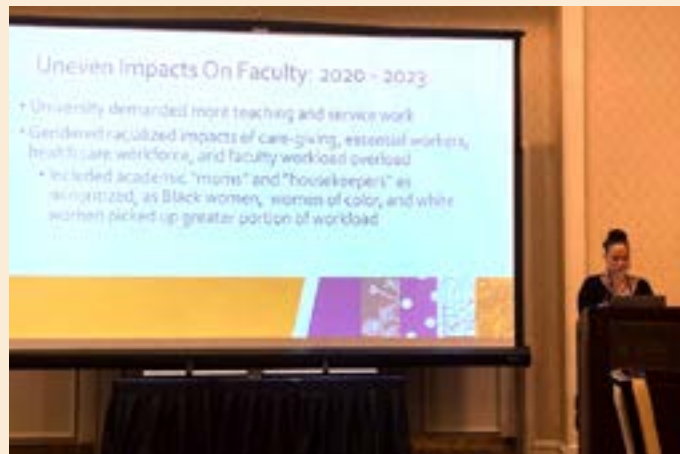 Uneven Impacts On Faculty: 2020 - 2023
• University demanded more teaching and service work
• Gendered racialized impacts of care-giving, essential workers,
health care workforce, and faculty workload overload
• Included academic "moms" and "housekeepers" as
recognized, as Black women, women of color, and white
women picked up greater portion of workload